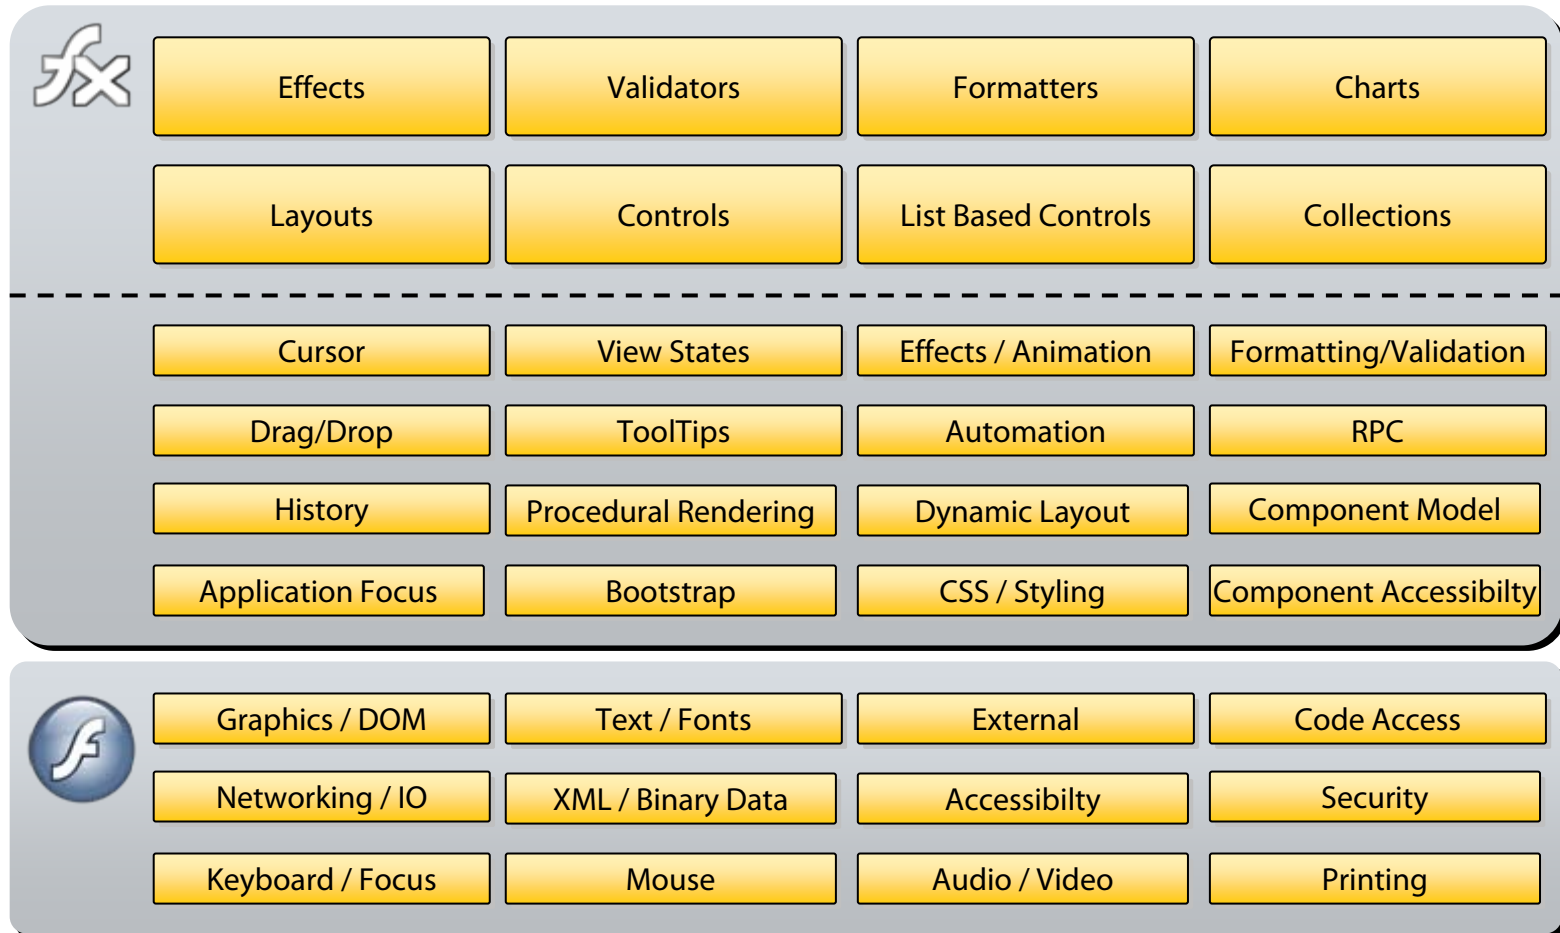 fx
Effects
Validators
Formatters
Charts
Layouts
Controls
List Based Controls
Collections
Cursor
View States
Effects / Animation
Formatting/Validation
Drag/Drop
ToolTips
Automation
RPC
History
Procedural Rendering
Dynamic Layout
Component Model
Application Focus
Bootstrap
CSS / Styling
Component Accessibilty
f
Graphics / DOM
Text / Fonts
External
Code Access
Networking / IO
XML / Binary Data
Accessibilty
Security
Keyboard / Focus
Mouse
Audio / Video
Printing